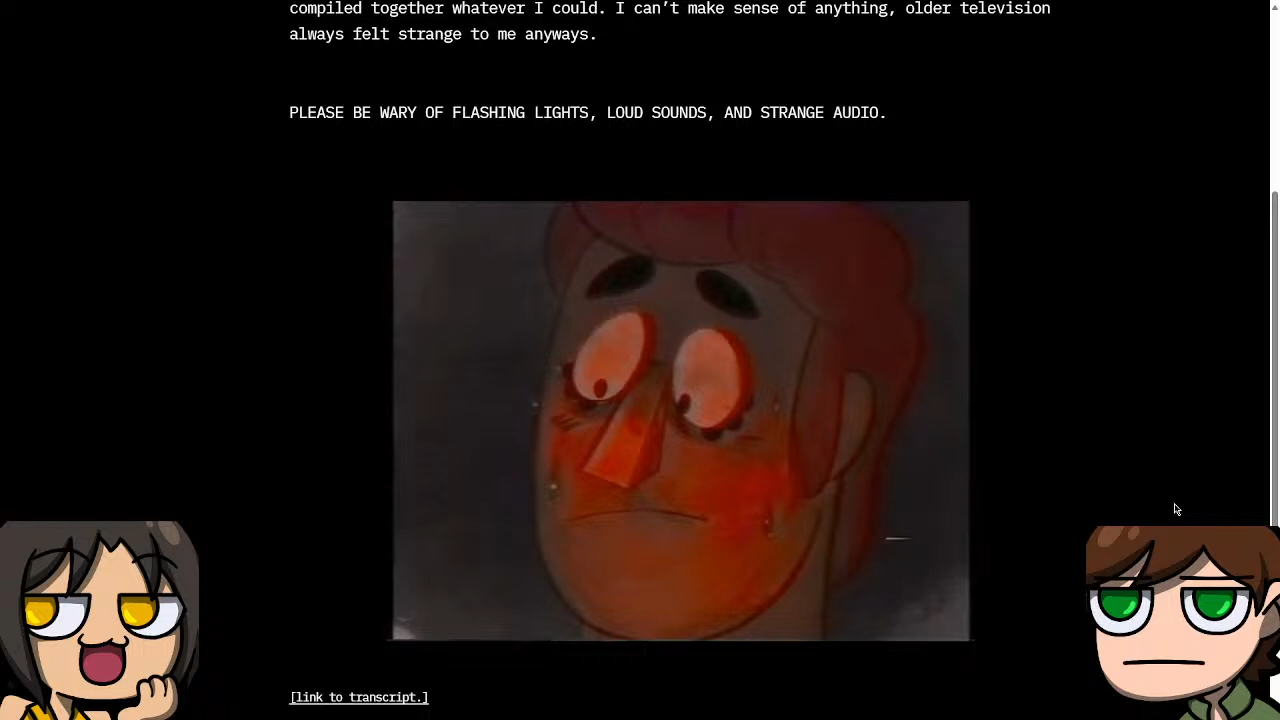 compiled together whatever I could. I can’t make sense of anything, older television
always felt strange to me anyways.
PLEASE BE WARY OF FLASHING LIGHTS, LOUD SOUNDS, AND STRANGE AUDIO.
[link to transcript.]